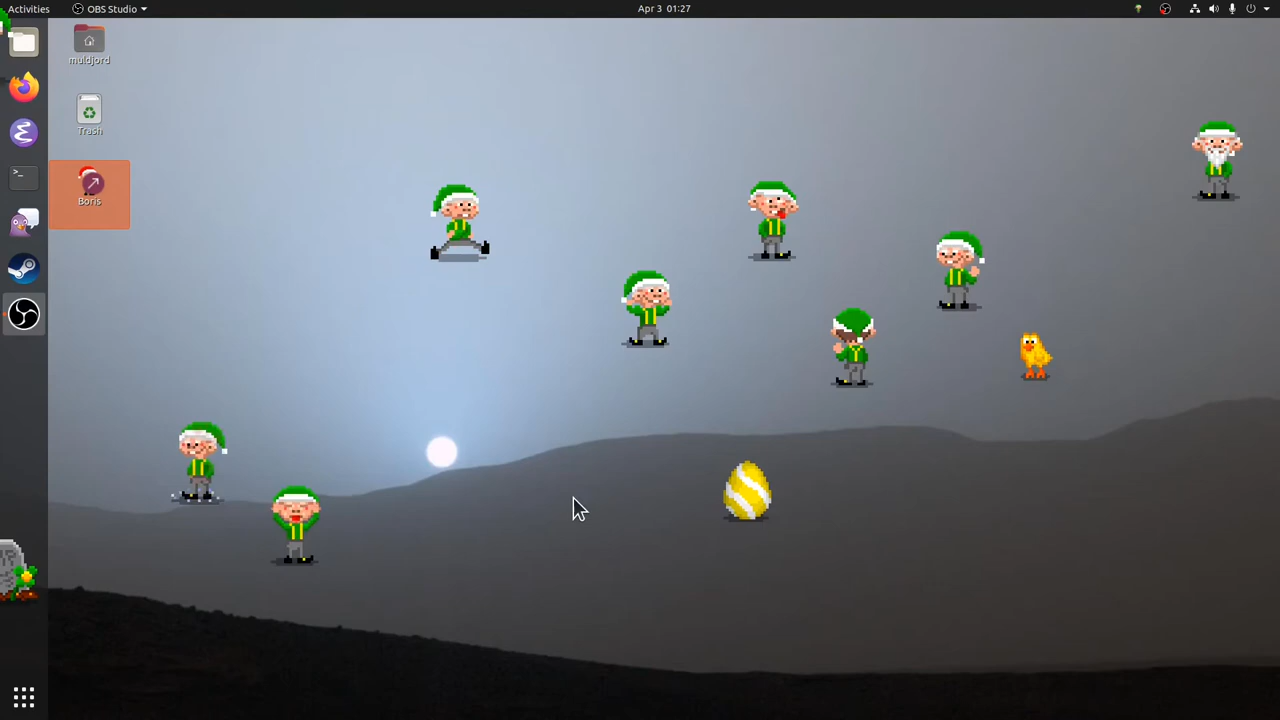 Activities
OBS Studio
Apr 3 01:27
muldjord
Trash
Boris